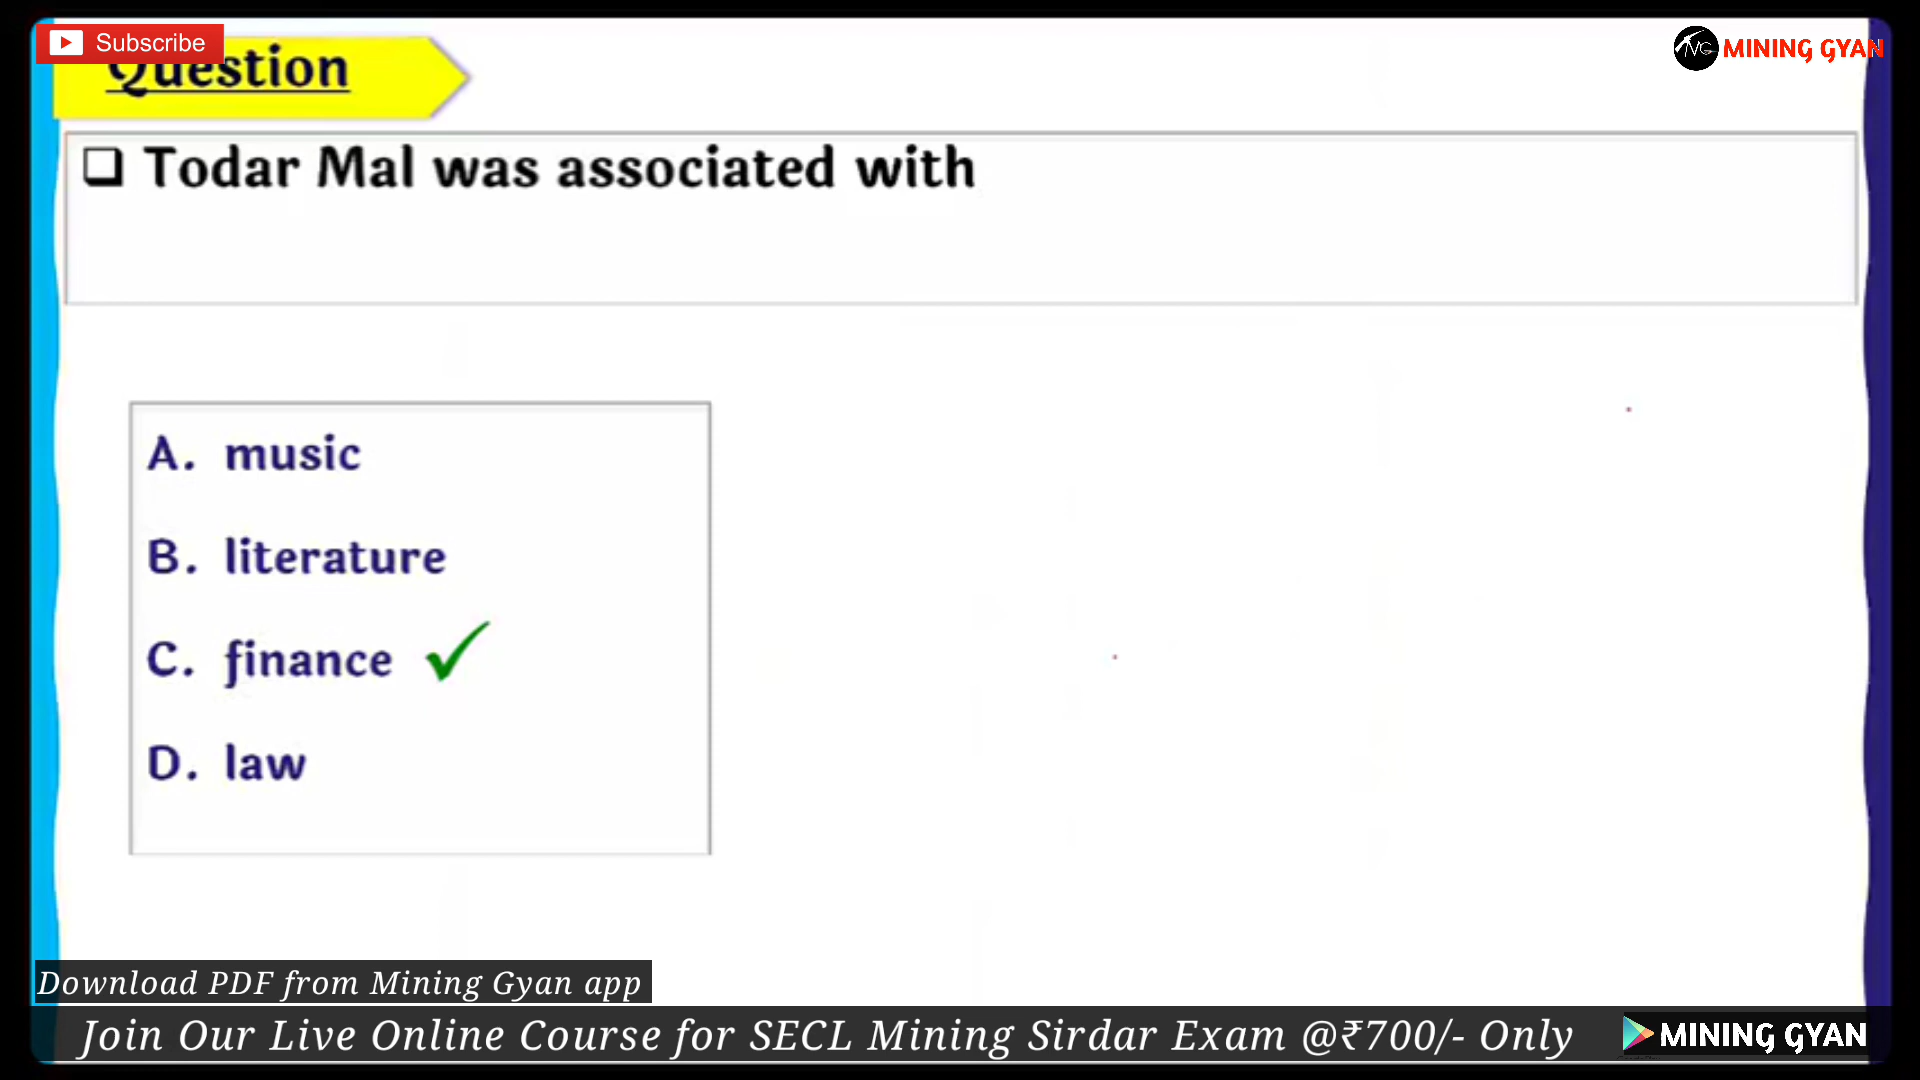 Subscribe
MINING GYAN
Question
Todar Mal was associated with
A. music
B. literature
C. finance
D. law
Download PDF from Mining Gyan app
Join Our Live Online Course for SECL Mining Sirdar Exam @₹700/- Only
MINING GYAN